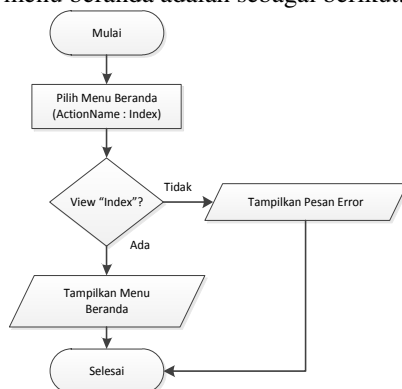 menu beranda adalah sebagai berikut:
Mulai
Pilih Menu Beranda
(ActionName : Index)
View “Index”?
Tidak
Tampilkan Pesan Error
Ada
Tampilkan Menu
Beranda
Selesai